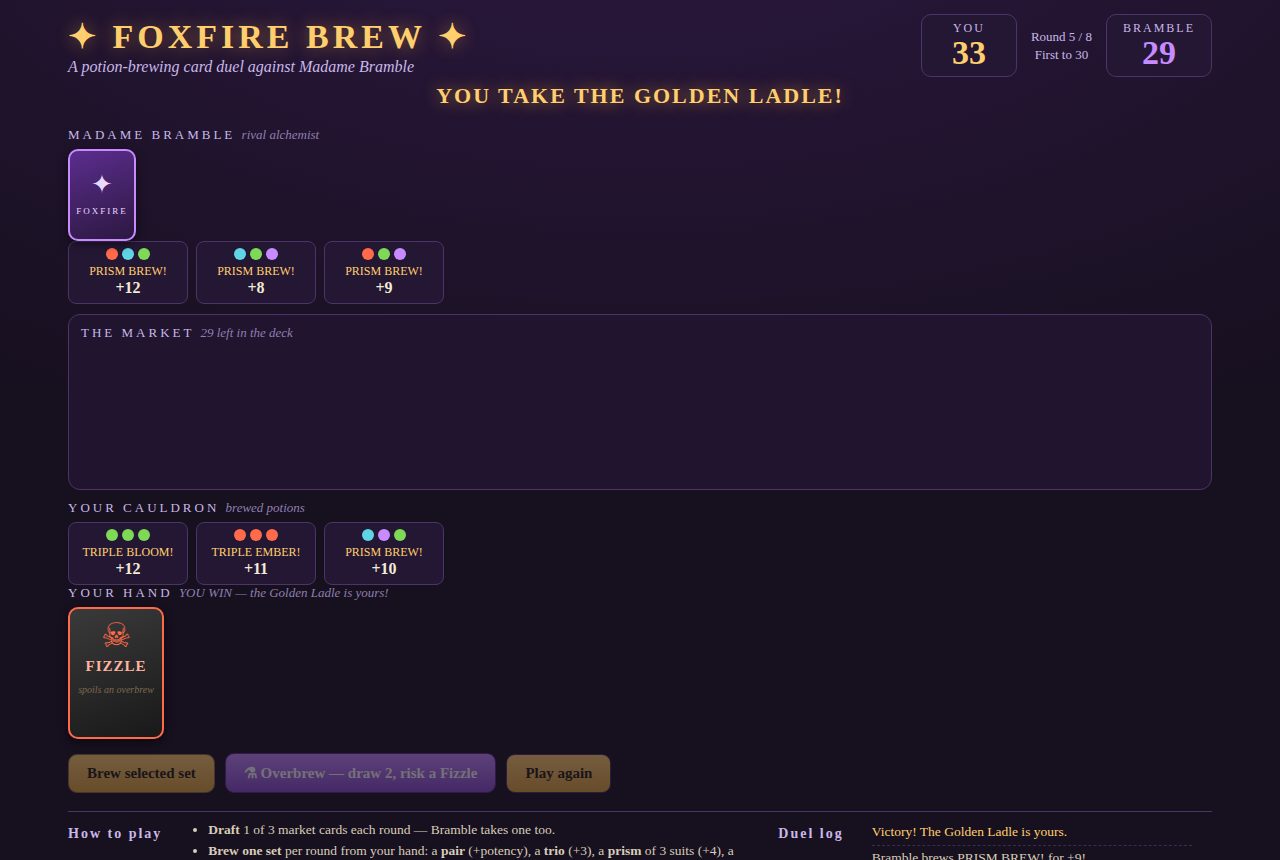 ✦ FOXFIRE BREW ✦
A potion-brewing card duel against Madame Bramble
YOU
33
Round 5 / 8
First to 30
BRAMBLE
29
YOU TAKE THE GOLDEN LADLE!
MADAME BRAMBLE rival alchemist
✦
FOXFIRE
PRISM BREW!
+12
PRISM BREW!
+8
PRISM BREW!
+9
THE MARKET 29 left in the deck
YOUR CAULDRON brewed potions
TRIPLE BLOOM!
+12
TRIPLE EMBER!
+11
PRISM BREW!
+10
YOUR HAND YOU WIN — the Golden Ladle is yours!
☠
FIZZLE
spoils an overbrew
Brew selected set
⚗ Overbrew — draw 2, risk a Fizzle
Play again
How to play
• Draft 1 of 3 market cards each round — Bramble takes one too.
• Brew one set per round from your hand: a pair (+potency), a trio (+3), a prism of 3 suits (+4), a
Duel log
Victory! The Golden Ladle is yours.
Bramble brews PRISM BREW! for +9!